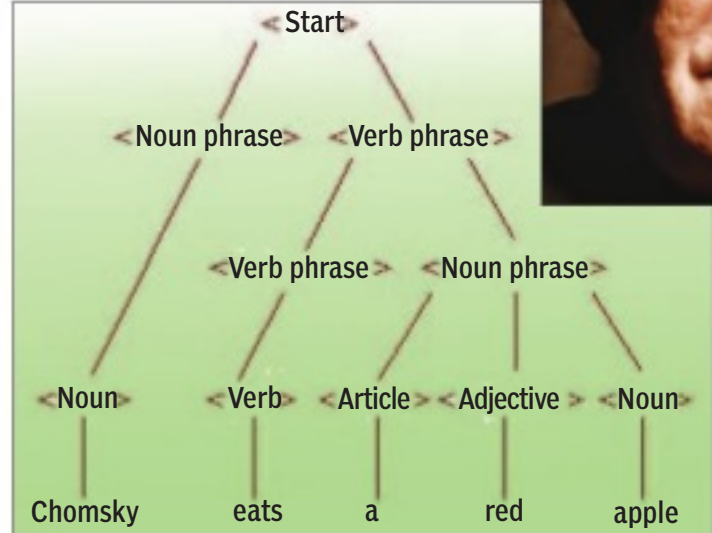 <Start>
<Noun phrase> <Verb phrase>
<Verb phrase> <Noun phrase>
<Noun> <Verb> <Article> <Adjective> <Noun>
Chomsky eats a red apple